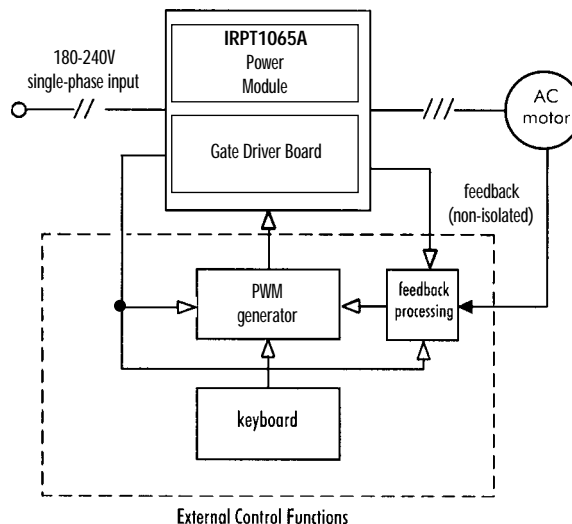 IRPT1065A
Power
Module
180-240V
single-phase input
AC
motor
Gate Driver Board
feedback
(non-isolated)
PWM
generator
feedback
processing
keyboard
External Control Functions